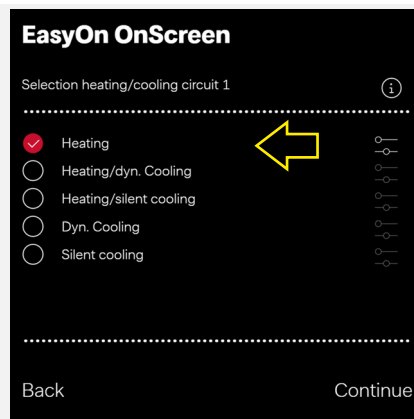 EasyOn OnScreen
Selection heating/cooling circuit 1
Heating
Heating/dyn. Cooling
Heating/silent cooling
Dyn. Cooling
Silent cooling
Back
Continue